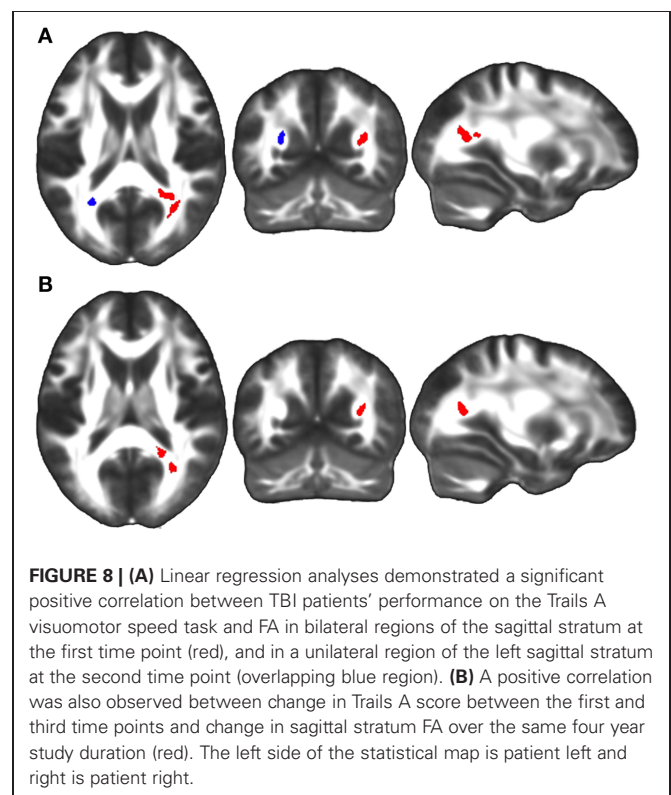 A
B
FIGURE 8 | (A) Linear regression analyses demonstrated a significant
positive correlation between TBI patients' performance on the Trails A
visuomotor speed task and FA in bilateral regions of the sagittal stratum at
the first time point (red), and in a unilateral region of the left sagittal stratum
at the second time point (overlapping blue region). (B) A positive correlation
was also observed between change in Trails A score between the first and
third time points and change in sagittal stratum FA over the same four year
study duration (red). The left side of the statistical map is patient left and
right is patient right.